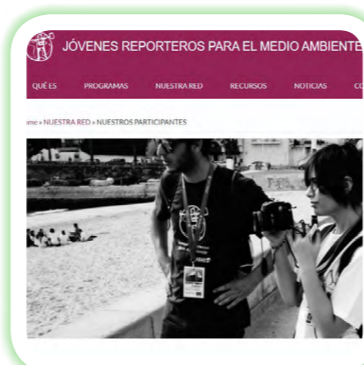 JÓVENES REPORTEROS PARA EL MEDIO AMBIENTE
QUÉ ES PROGRAMAS NUESTRA RED RECURSOS NOTICIAS
» NUESTRA RED » NUESTROS PARTICIPANTES